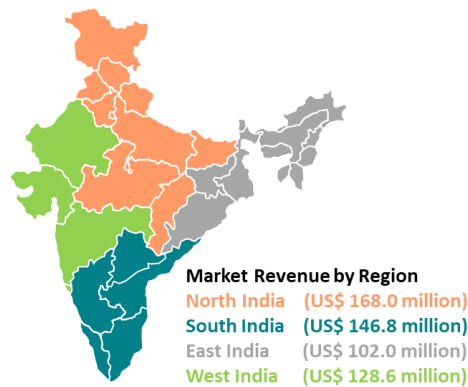 Market Revenue by Region
North India (US$ 168.0 million)
South India (US$ 146.8 million)
East India (US$ 102.0 million)
West India (US$ 128.6 million)